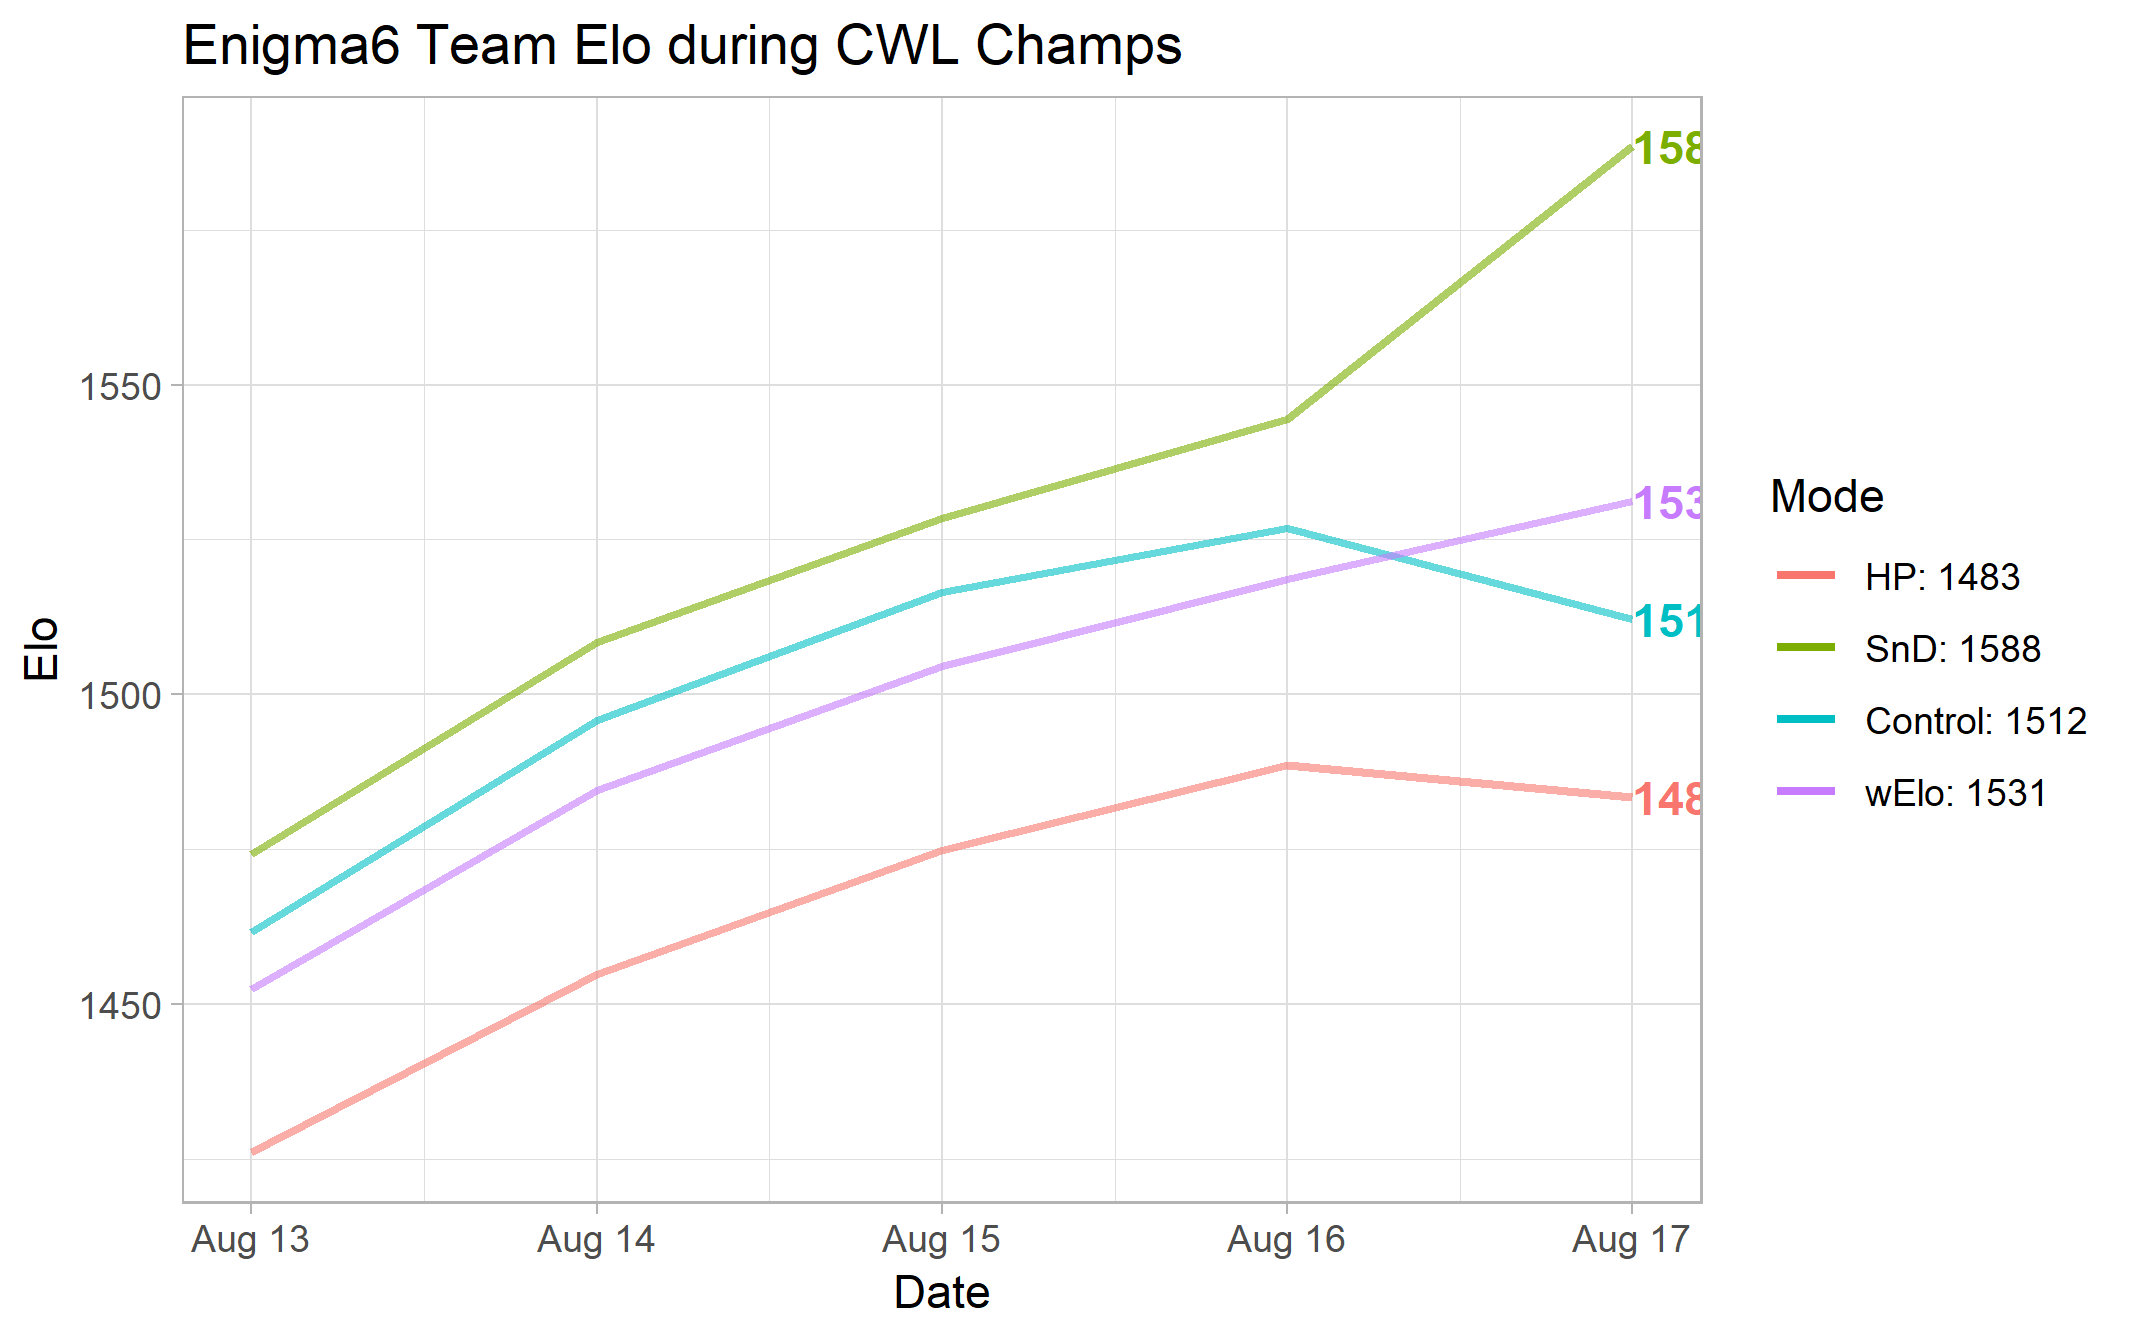 Enigma6 Team Elo during CWL Champs
158
1550
153
151
1500
148
1450
Elo
Aug 13
Aug 14
Aug 15
Aug 16
Aug 17
Date
Mode
HP: 1483
SnD: 1588
Control: 1512
wElo: 1531